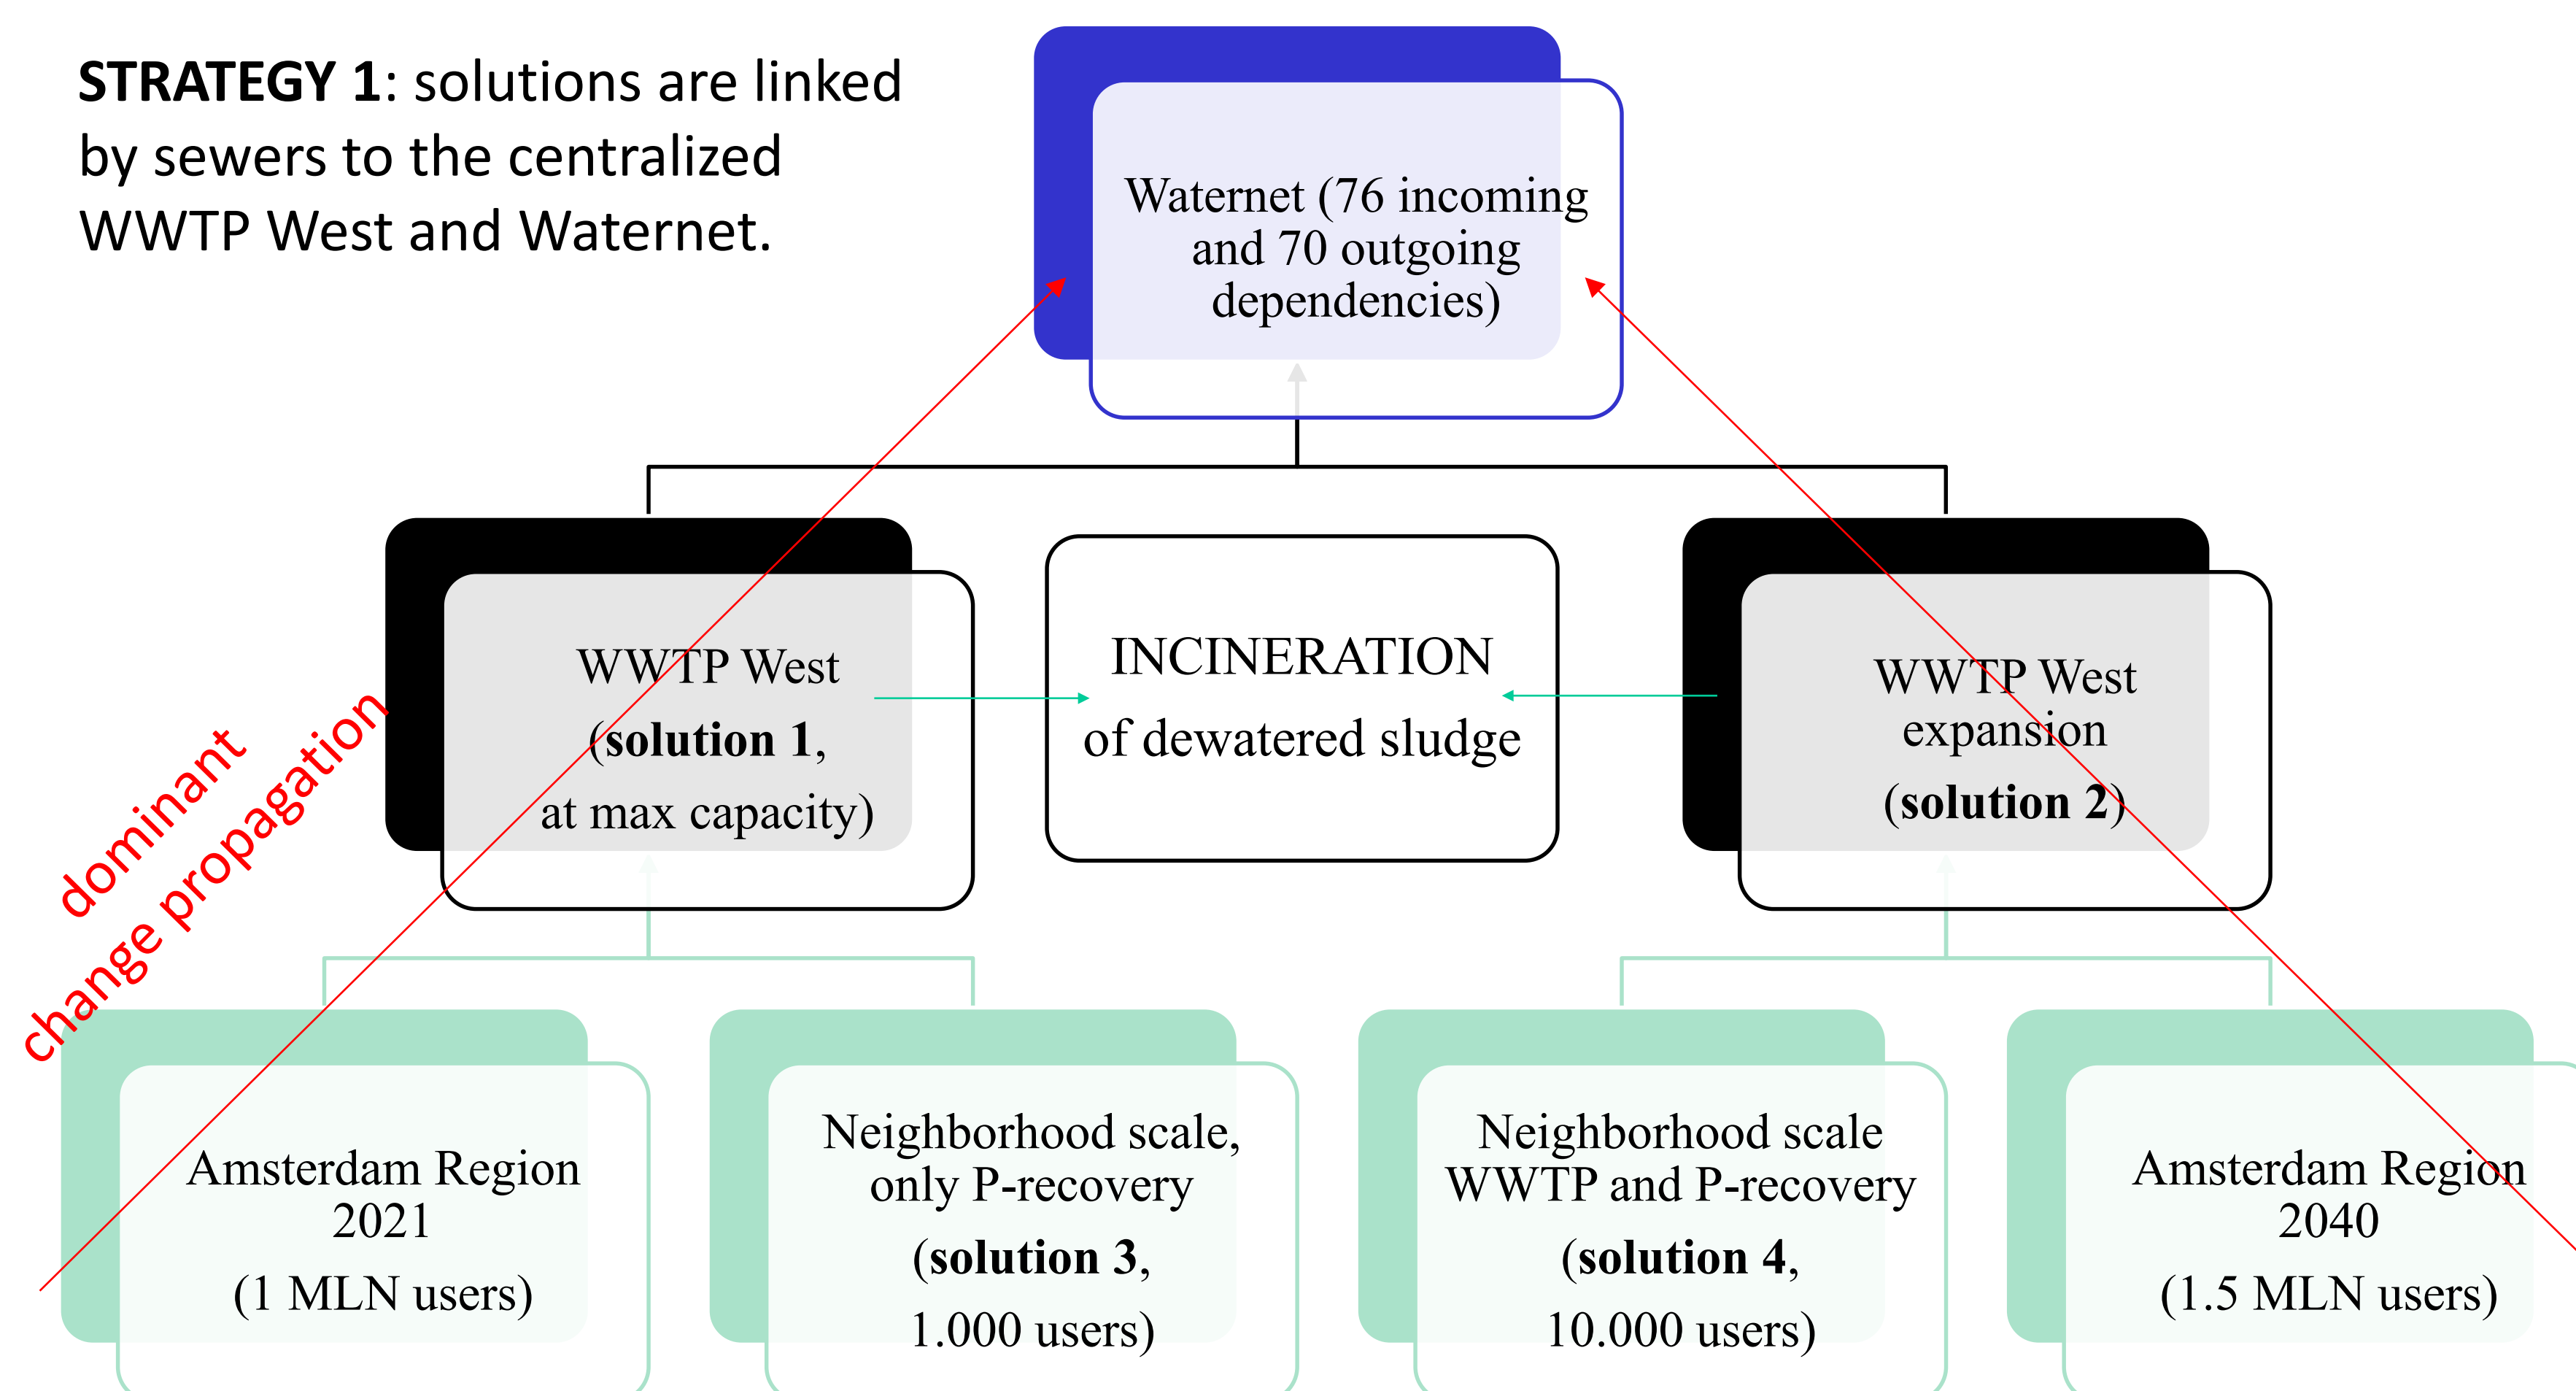 STRATEGY 1: solutions are linked
by sewers to the centralized
WWTP West and Waternet.
Waternet (76 incoming
and 70 outgoing
dependencies)
WWTP West
(solution 1,
at max capacity)
INCINERATION
of dewatered sludge
WWTP West
expansion
(solution 2)
dominant
change propagation
Amsterdam Region
2021
(1 MLN users)
Neighborhood scale,
only P-recovery
(solution 3,
1.000 users)
Neighborhood scale
WWTP and P-recovery
(solution 4,
10.000 users)
Amsterdam Region
2040
(1.5 MLN users)